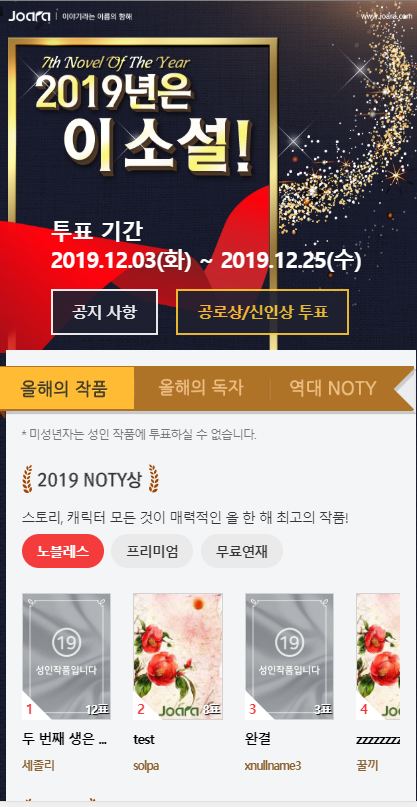 Joara 이야기라는 이름의 항해
www.joara.com
7th Novel Of The Year
2019년은
이 소설!
투표 기간
2019.12.03(화) ~ 2019.12.25(수)
공지 사항
공로상/신인상 투표
올해의 작품
올해의 독자
역대 NOTY
* 미성년자는 성인 작품에 투표하실 수 없습니다.
2019 NOTY상
스토리, 캐릭터 모든 것이 매력적인 올 한 해 최고의 작품!
노블레스
프리미엄
무료연재
19
성인작품입니다
1
12표
두 번째 생은 ...
세졸리
Joara
2
8표
test
solpa
19
성인작품입니다
3
3표
완결
xnullname3
Joara
4
zzzzzzzz
꿀끼